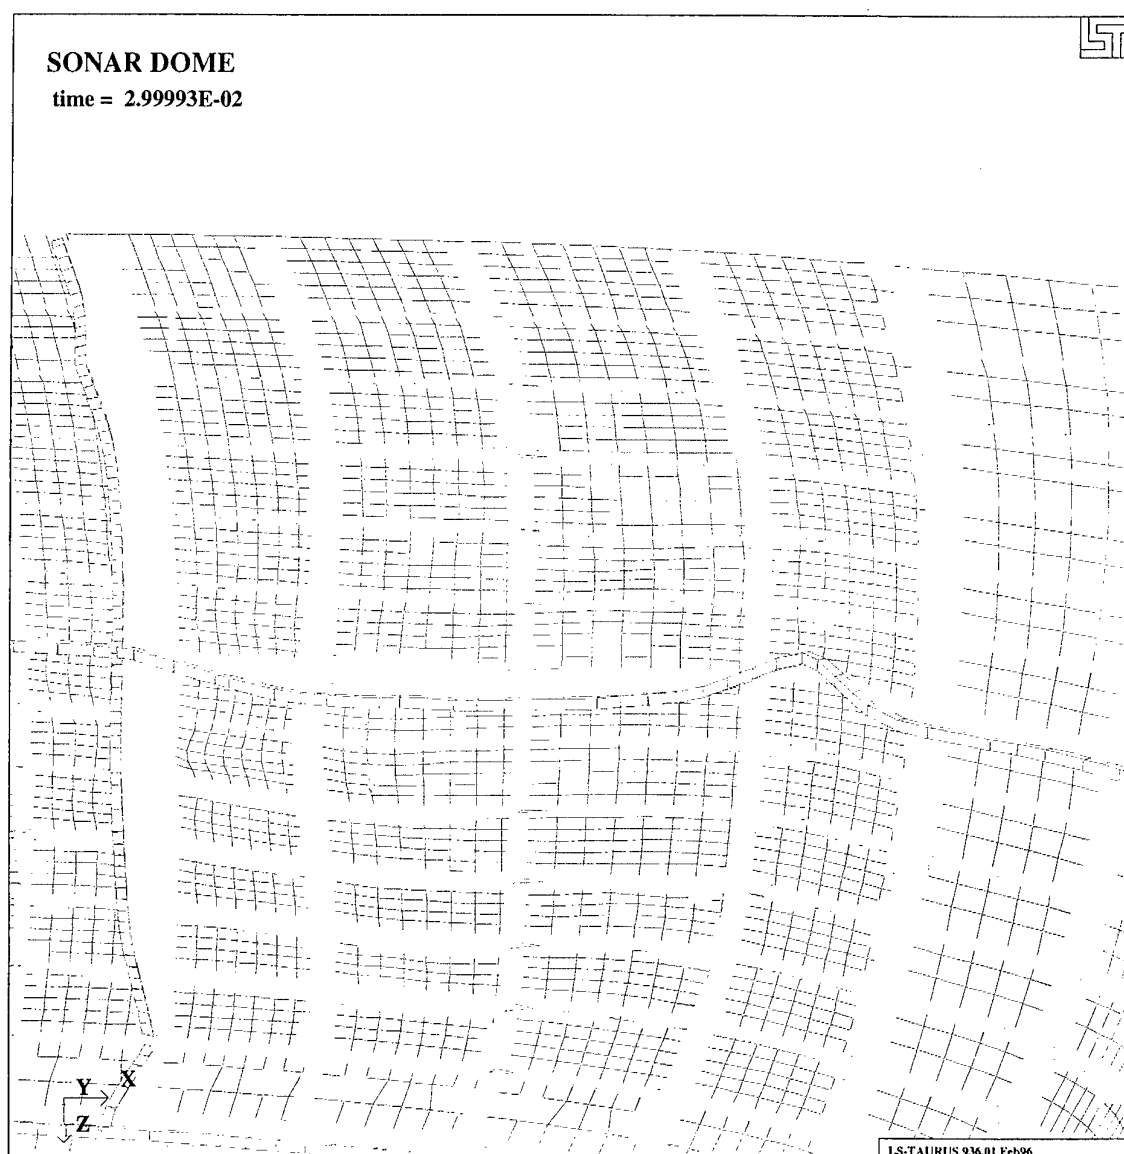 SONAR DOME
time = 2.99993E-02
X
Y
Z
LS-TAURUS 936.01 Feb96